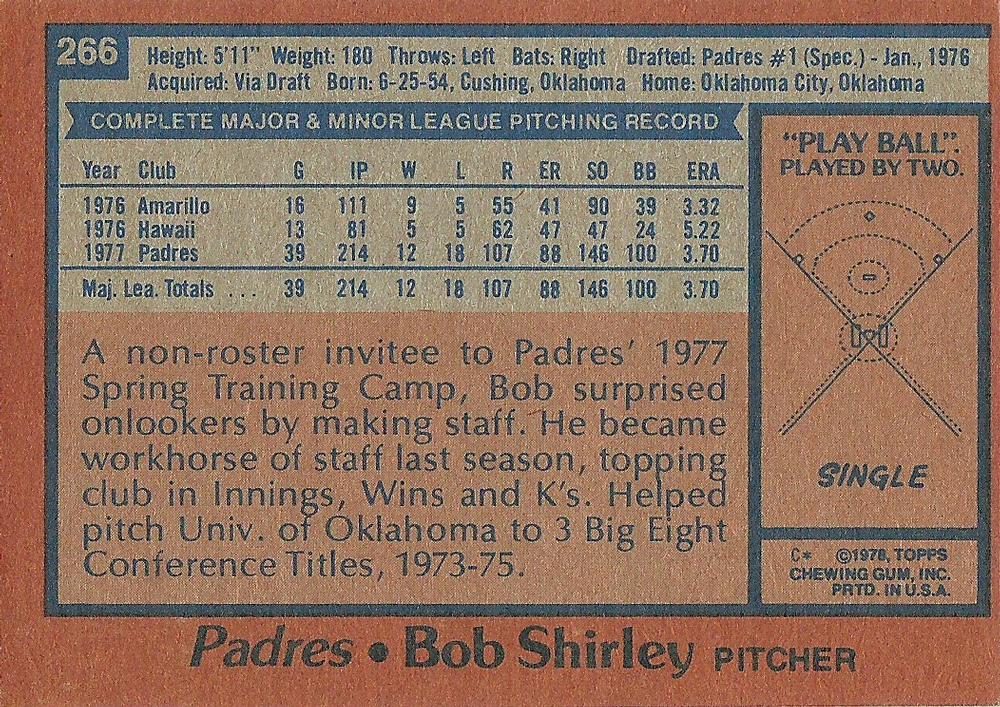 266
Height: 5'11" Weight: 180 Throws: Left Bats: Right Drafted: Padres #1 (Spec.) - Jan., 1976
Acquired: Via Draft Born: 6-25-54, Cushing, Oklahoma Home: Oklahoma City, Oklahoma
COMPLETE MAJOR & MINOR LEAGUE PITCHING RECORD
Year Club G IP W L R ER SO BB ERA
1976 Amarillo 16 111 9 5 55 41 90 39 3.32
1976 Hawaii 13 81 5 5 62 47 47 24 5.22
1977 Padres 39 214 12 18 107 88 146 100 3.70
Maj. Lea. Totals ... 39 214 12 18 107 88 146 100 3.70
A non-roster invitee to Padres' 1977
Spring Training Camp, Bob surprised
onlookers by making staff. He became
workhorse of staff last season, topping
club in Innings, Wins and K's. Helped
pitch Univ. of Oklahoma to 3 Big Eight
Conference Titles, 1973-75.
"PLAY BALL".
PLAYED BY TWO.
SINGLE
C* ©1978, TOPPS
CHEWING GUM, INC.
PRTD. IN U.S.A.
Padres • Bob Shirley PITCHER